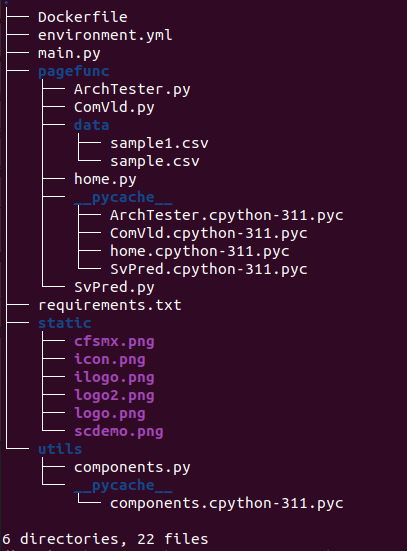 .
├── Dockerfile
├── environment.yml
├── main.py
├── pagefunc
│   ├── ArchTester.py
│   ├── ComVld.py
│   ├── data
│   │   ├── sample1.csv
│   │   └── sample.csv
│   ├── home.py
│   ├── __pycache__
│   │   ├── ArchTester.cpython-311.pyc
│   │   ├── ComVld.cpython-311.pyc
│   │   ├── home.cpython-311.pyc
│   │   └── SvPred.cpython-311.pyc
│   └── SvPred.py
├── requirements.txt
├── static
│   ├── cfsmx.png
│   ├── icon.png
│   ├── ilogo.png
│   ├── logo2.png
│   ├── logo.png
│   └── scdemo.png
└── utils
    ├── components.py
    └── __pycache__
        └── components.cpython-311.pyc

6 directories, 22 files